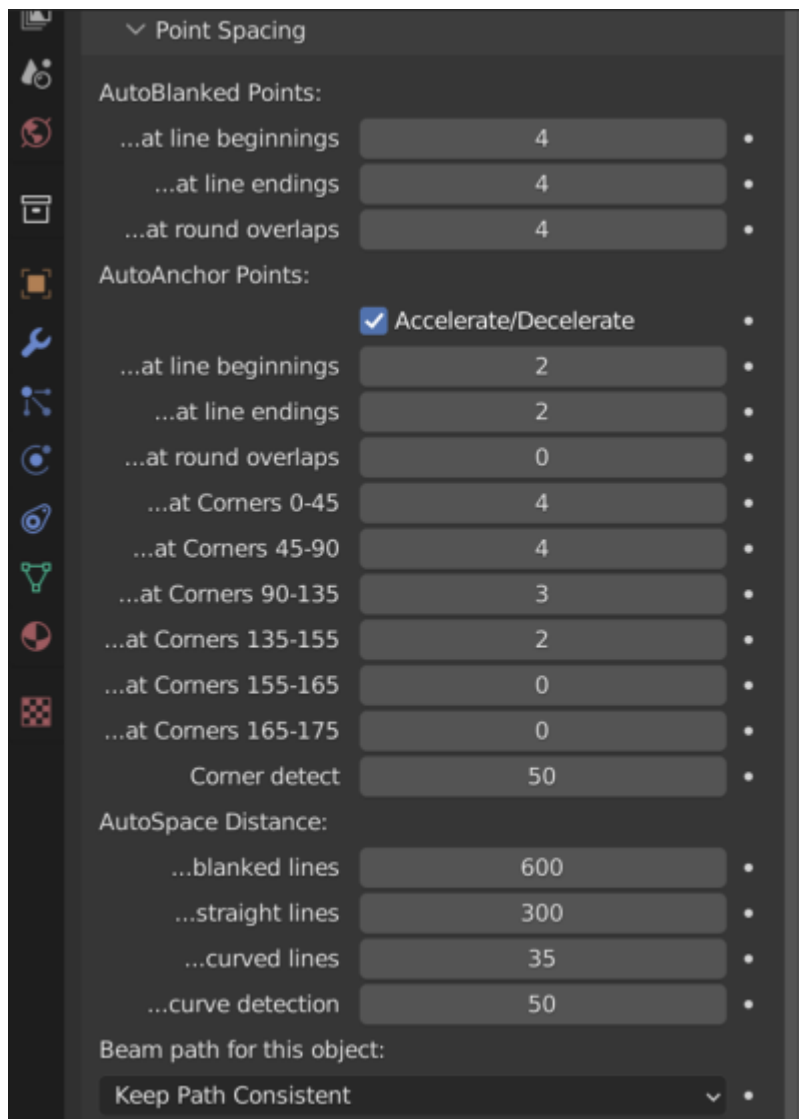 Point Spacing
AutoBlanked Points:
...at line beginnings 4
...at line endings 4
...at round overlaps 4
AutoAnchor Points:
Accelerate/Decelerate
...at line beginnings 2
...at line endings 2
...at round overlaps 0
...at Corners 0-45 4
...at Corners 45-90 4
...at Corners 90-135 3
...at Corners 135-155 2
...at Corners 155-165 0
...at Corners 165-175 0
Corner detect 50
AutoSpace Distance:
...blanked lines 600
...straight lines 300
...curved lines 35
...curve detection 50
Beam path for this object:
Keep Path Consistent